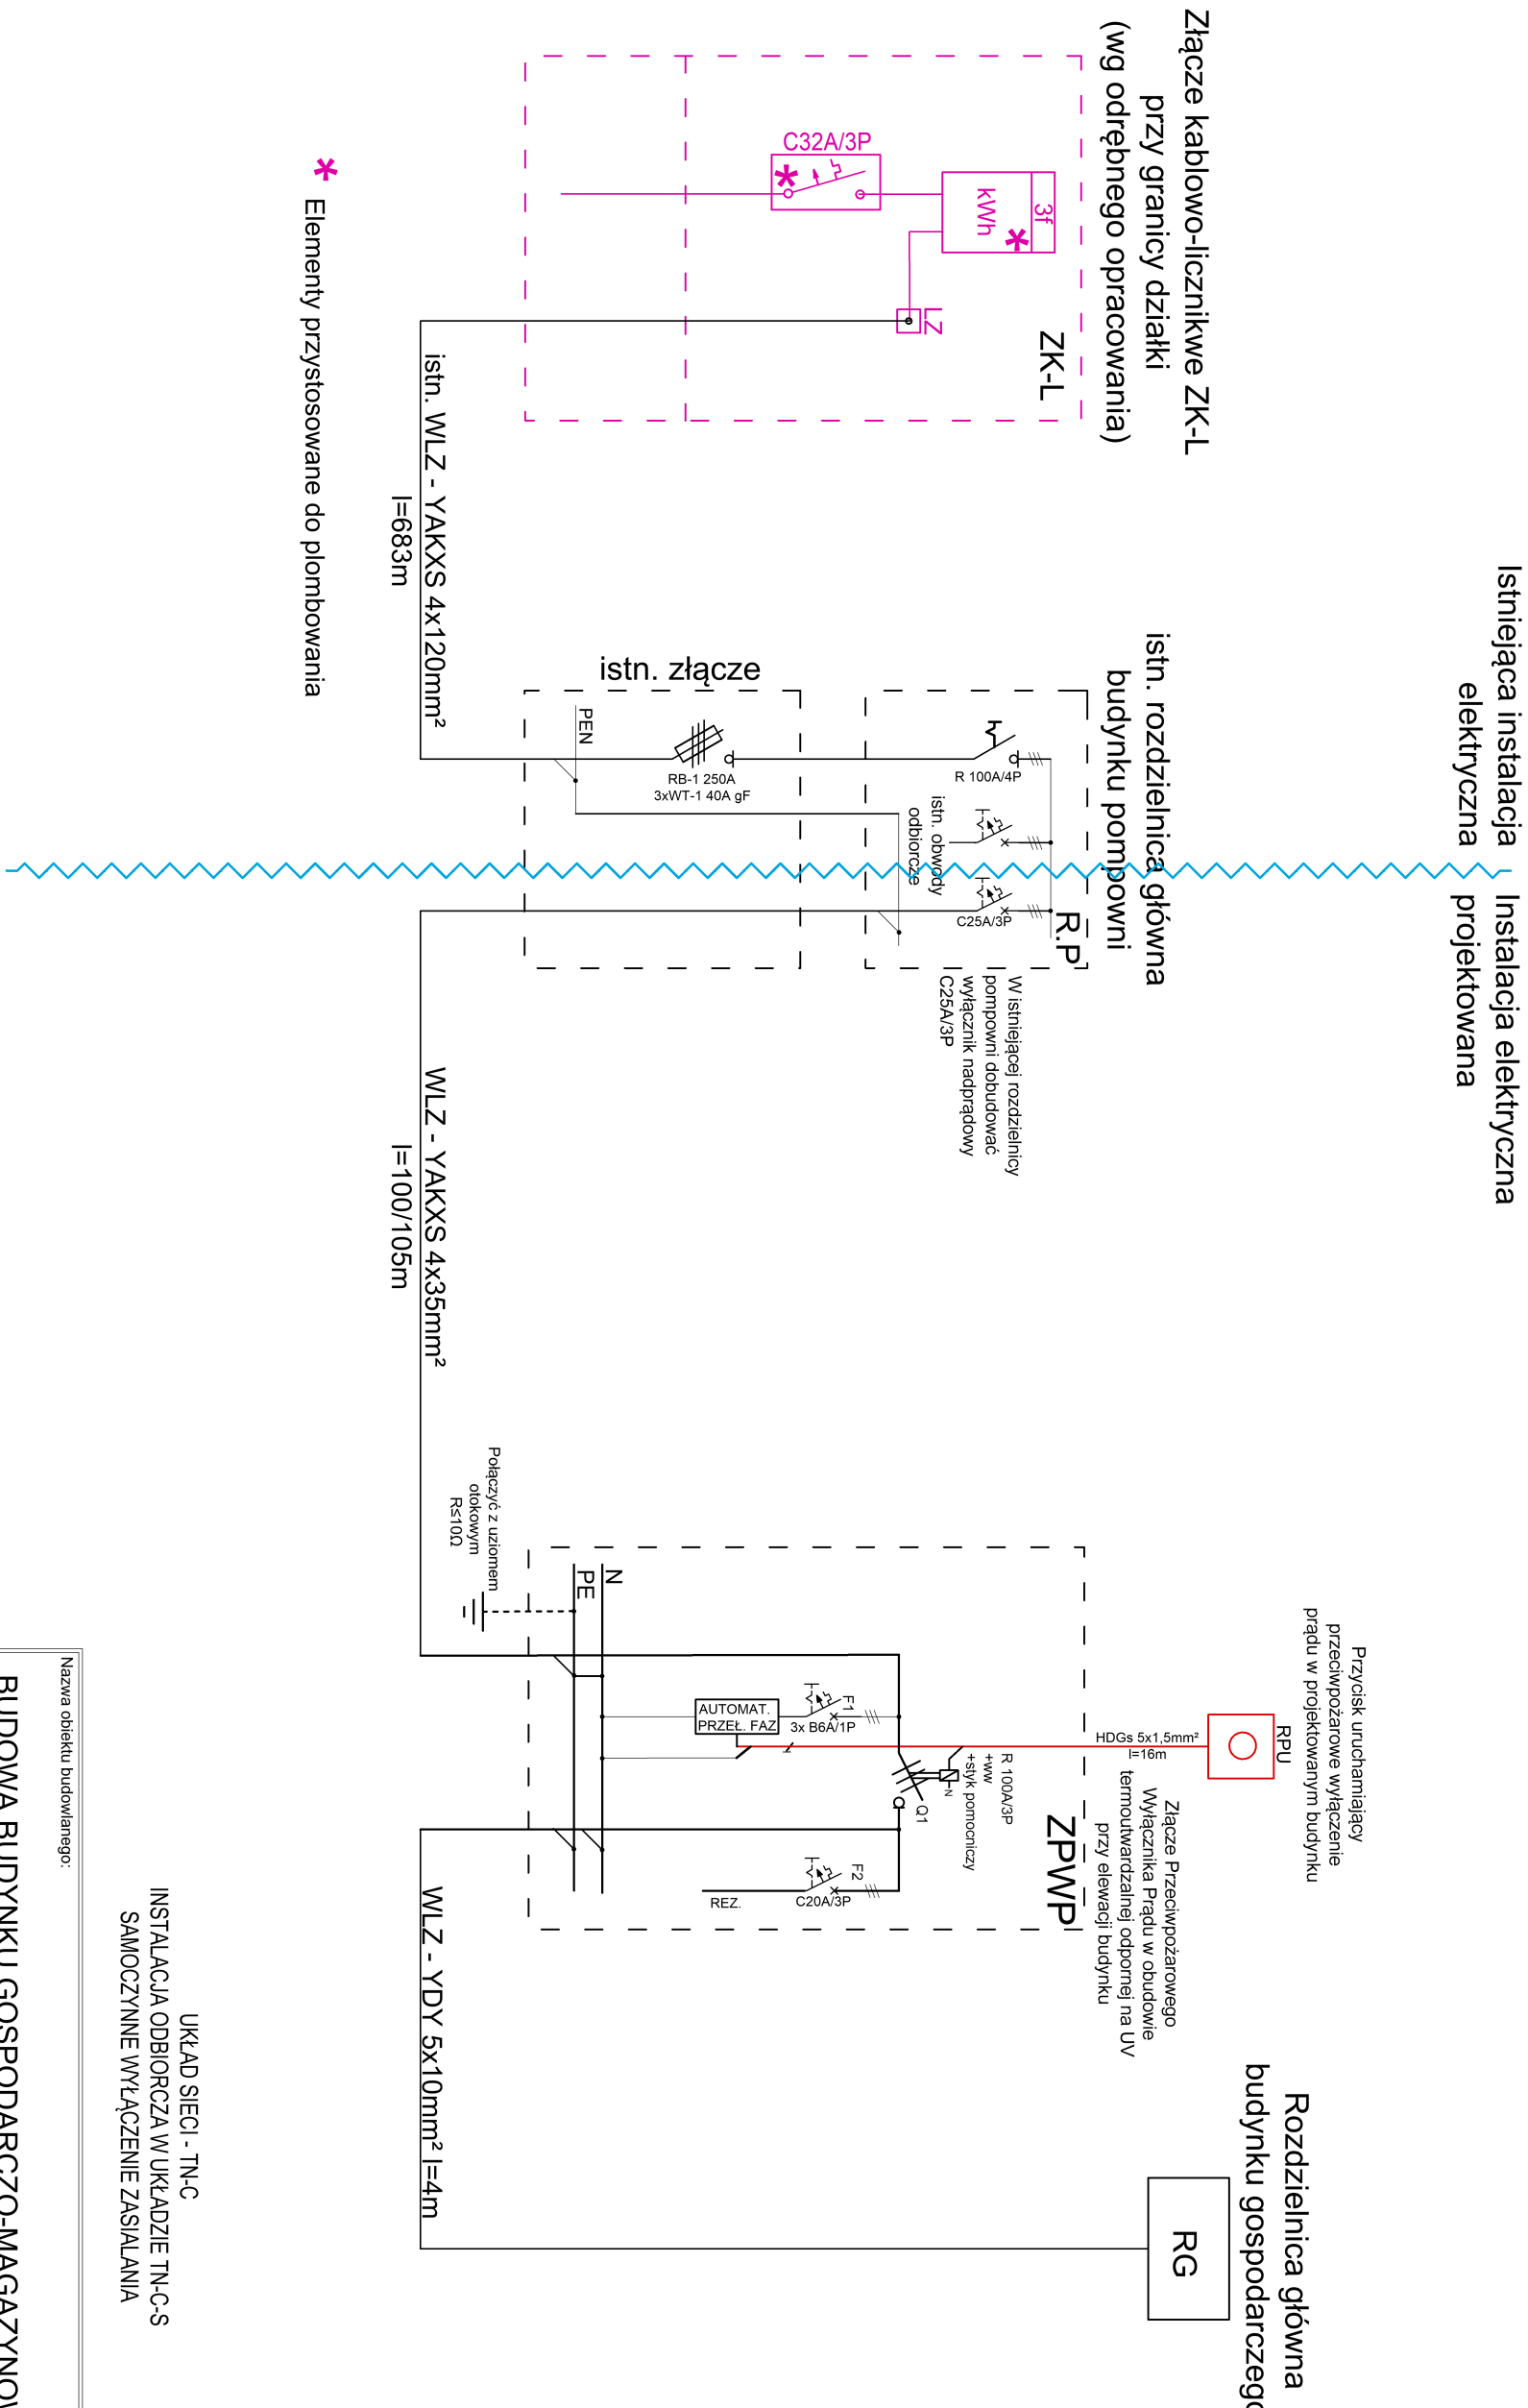 Istniejąca instalacja
elektryczna
Instalacja elektryczna
projektowana
Złącze kablowo-licznikwe ZK-L
przy granicy działki
(wg odrębnego opracowania)
ZK-L
3f
kWh
*
C32A/3P
*
LZ
istn. WLZ - YAKXS 4x120mm²
l=683m
* Elementy przystosowane do plombowania
istn. rozdzielnica główna
budynku pompowni
R.P
R 100A/4P
istn. obwody
odbiorcze
C25A/3P
W istniejącej rozdzielnicy
pompowni dobudować
wyłącznik nadprądowy
C25A/3P
istn. złącze
PEN
RB-1 250A
3xWT-1 40A gF
WLZ - YAKXS 4x35mm²
l=100/105m
Połączyć z uziomem
otokowym
R≤10Ω
Przycisk uruchamiający
przeciwpożarowe wyłączenie
prądu w projektowanym budynku
RPU
HDGs 5x1,5mm²
l=16m
Złącze Przeciwpożarowego
Wyłącznika Prądu w obudowie
termoutwardzalnej odpornej na UV
przy elewacji budynku
ZPWP
R 100A/3P
+ww
+styk pomocniczy
N
Q1
F1
3x B6A/1P
AUTOMAT.
PRZEŁ. FAZ
F2
C20A/3P
REZ.
N
PE
WLZ - YDY 5x10mm² l=4m
Rozdzielnica główna
budynku gospodarczego
RG
UKŁAD SIECI - TN-C
INSTALACJA ODBIORCZA W UKŁADZIE TN-C-S
SAMOCZYNNE WYŁĄCZENIE ZASIALANIA
Nazwa obiektu budowlanego:
BUDOWA BUDYNKU GOSPODARCZO-MAGAZYNOW